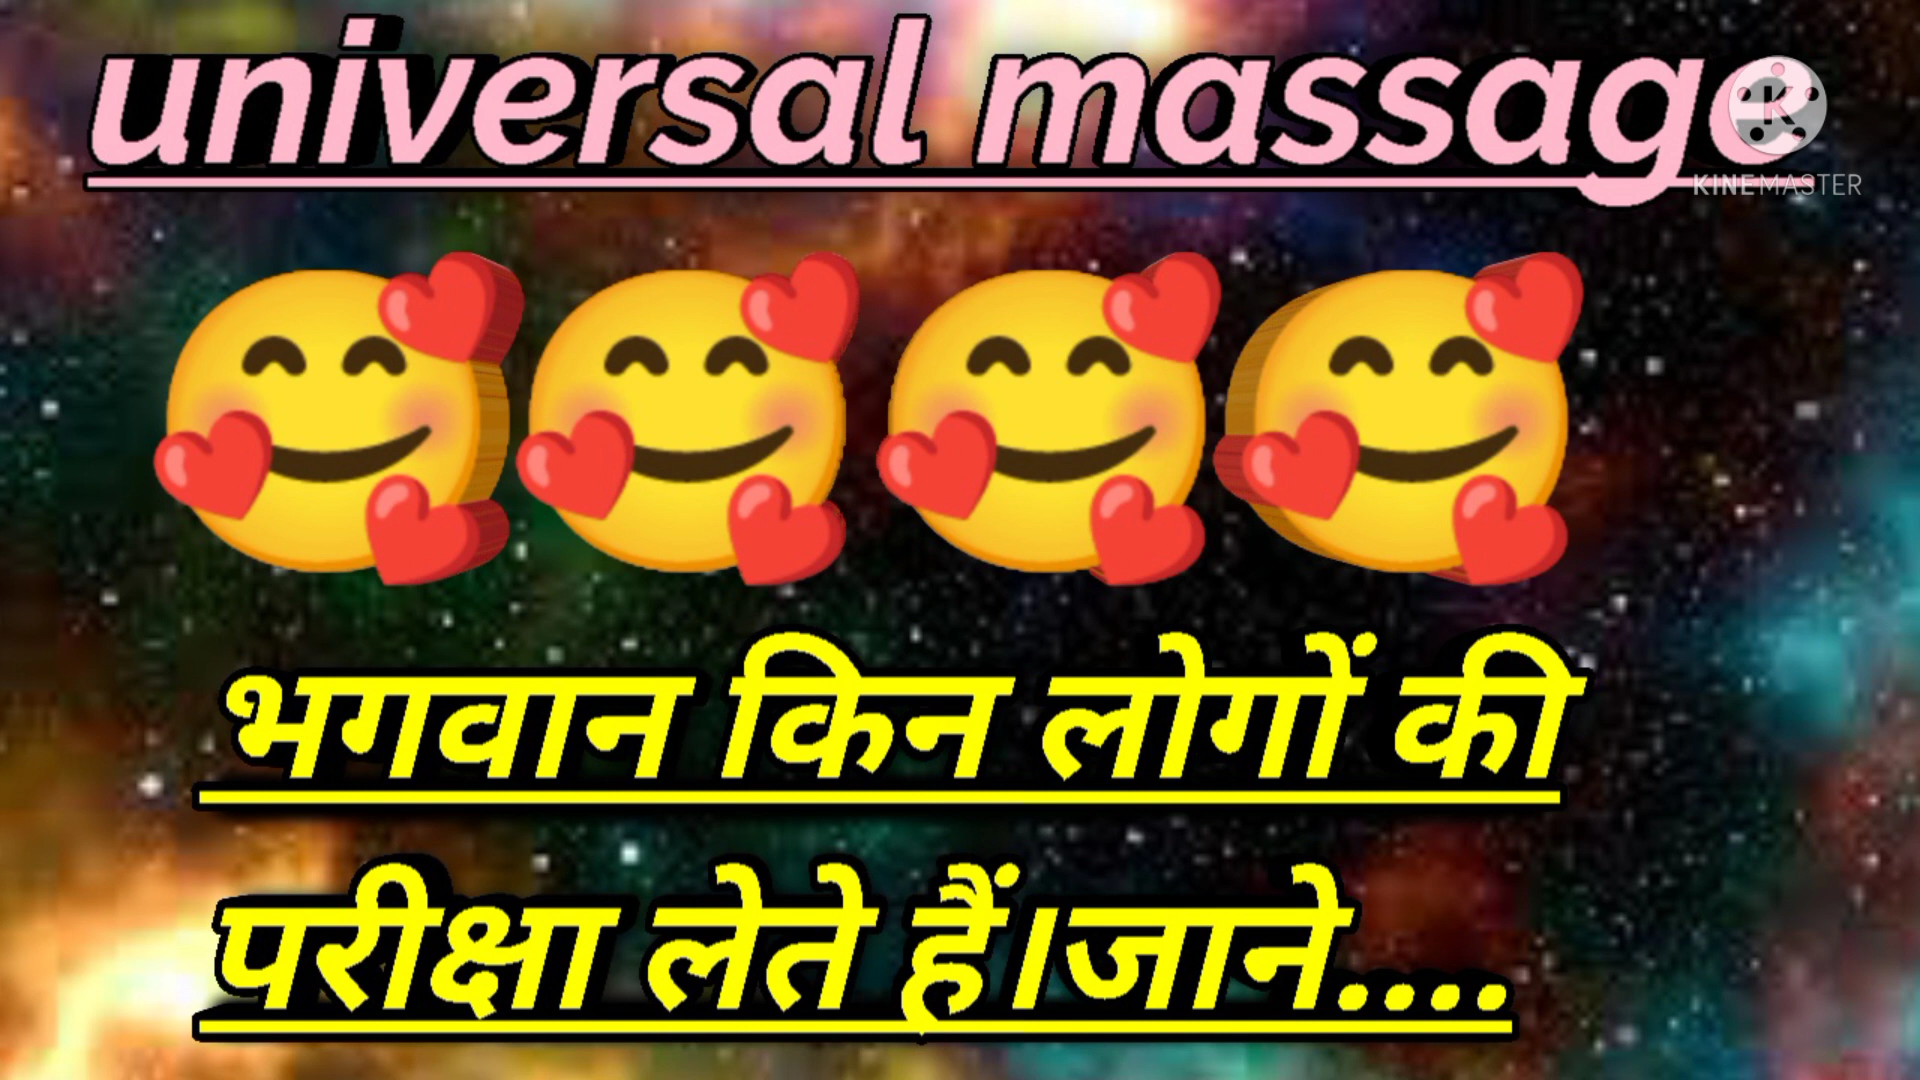 universal massage
KINEMASTER
भगवान किन लोगों की
परीक्षा लेते हैं।जाने....